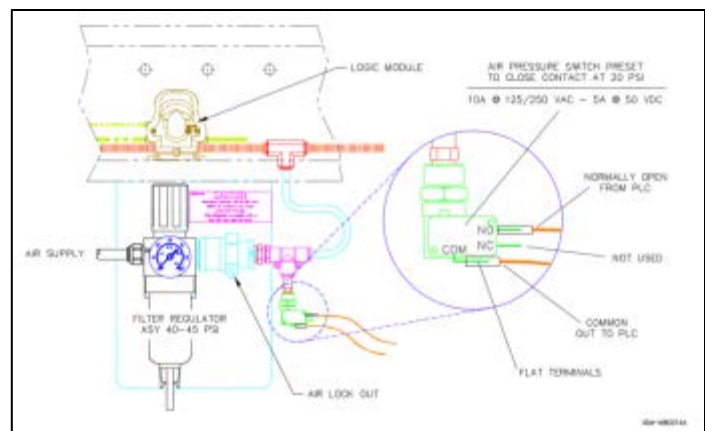 LOGIC MODULE
AIR PRESSURE SWITCH PRESET
TO CLOSE CONTACT AT 30 PSI
10A @ 125/250 VAC - 5A @ 50 VDC
NORMALLY OPEN
FROM PLC
NO
NC
COM
NOT USED
AIR SUPPLY
FILTER REGULATOR
ASY 40-45 PSI
COMMON
OUT TO PLC
FLAT TERMINALS
AIR LOCK OUT